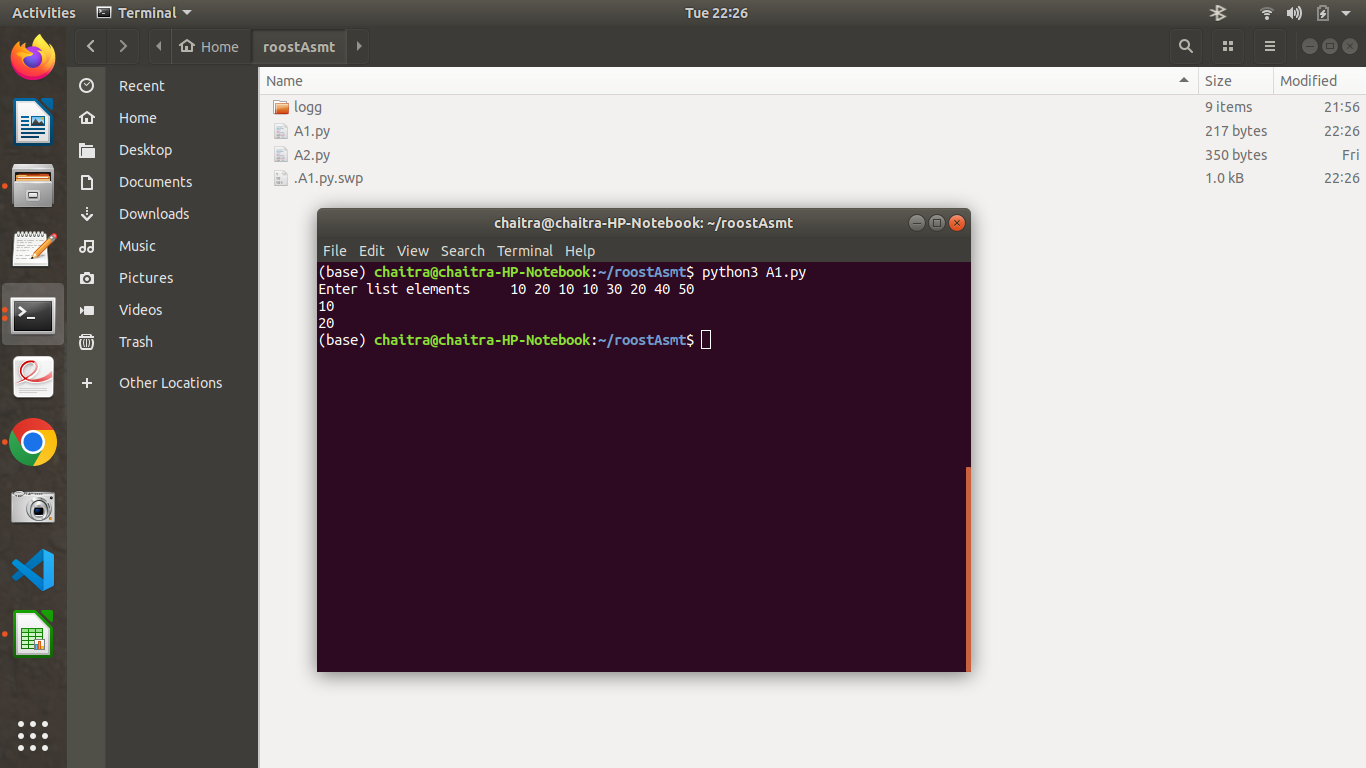 Activities Terminal Tue 22:26
Home roostAsmt
Recent
Home
Desktop
Documents
Downloads
Music
Pictures
Videos
Trash
Other Locations
Name Size Modified
logg 9 items 21:56
A1.py 217 bytes 22:26
A2.py 350 bytes Fri
.A1.py.swp 1.0 kB 22:26
chaitra@chaitra-HP-Notebook: ~/roostAsmt
File Edit View Search Terminal Help
(base) chaitra@chaitra-HP-Notebook:~/roostAsmt$ python3 A1.py
Enter list elements     10 20 10 10 30 20 40 50
10
20
(base) chaitra@chaitra-HP-Notebook:~/roostAsmt$